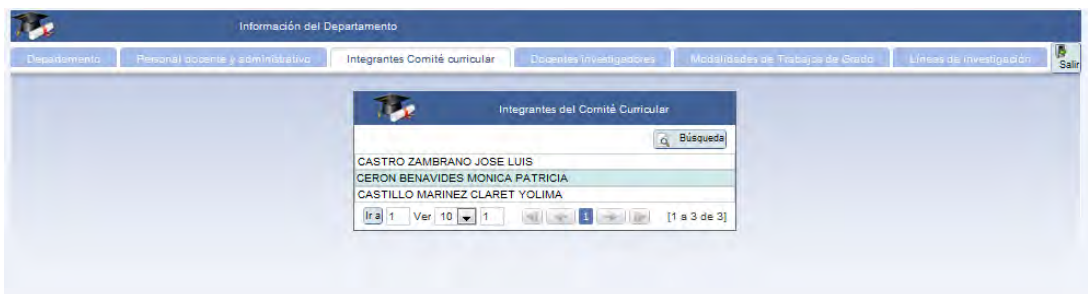 Información del Departamento
Departamento Personal docente y administrativo Integrantes Comité curricular Docentes Investigadores Modalidades de Trabajos de Grado Líneas de investigación Salir
Integrantes del Comité Curricular
Búsqueda
CASTRO ZAMBRANO JOSE LUIS
CERON BENAVIDES MONICA PATRICIA
CASTILLO MARINEZ CLARET YOLIMA
Ir a 1 Ver 10 1 1 [1 a 3 de 3]